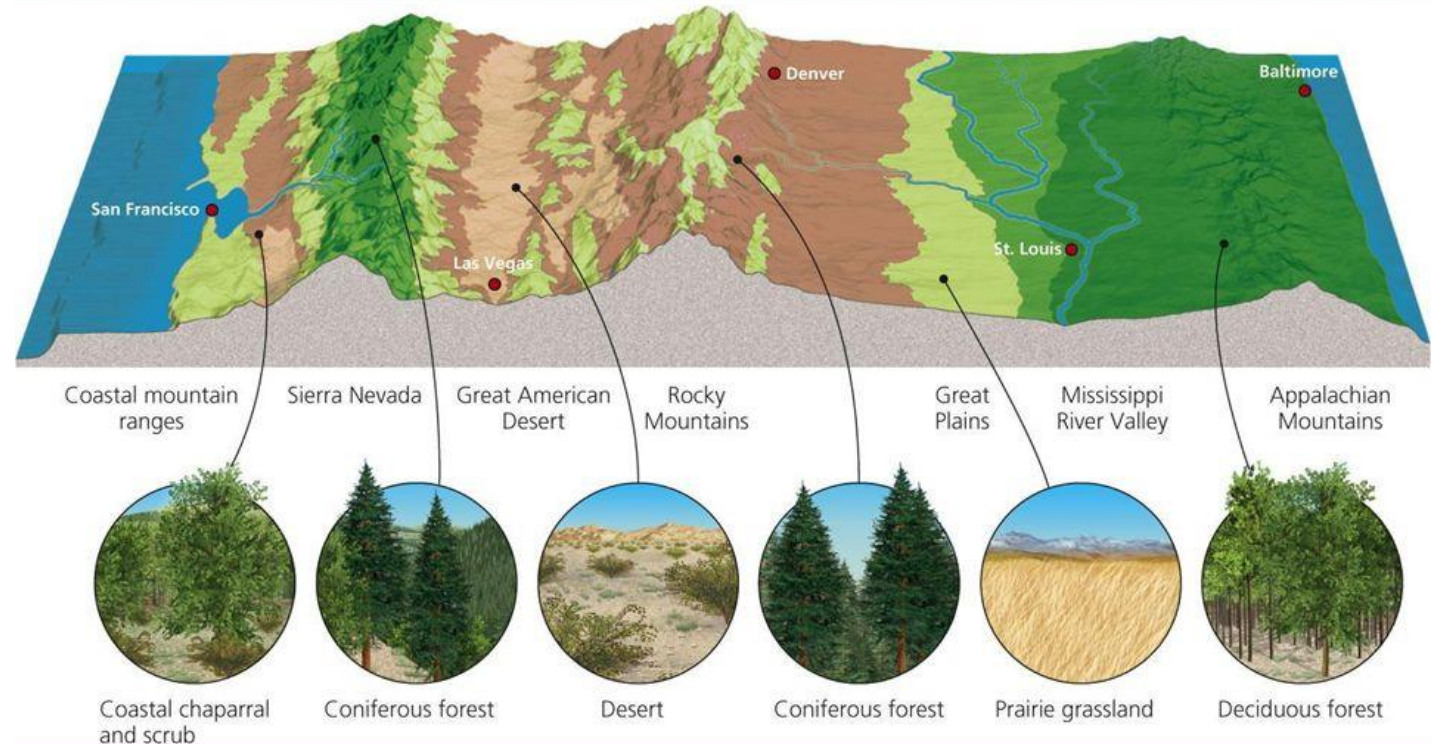 Denver
Baltimore
San Francisco
St. Louis
Las Vegas
Coastal mountain
ranges
Sierra Nevada
Great American
Desert
Rocky
Mountains
Great
Plains
Mississippi
River Valley
Appalachian
Mountains
Coastal chaparral
and scrub
Coniferous forest
Desert
Coniferous forest
Prairie grassland
Deciduous forest